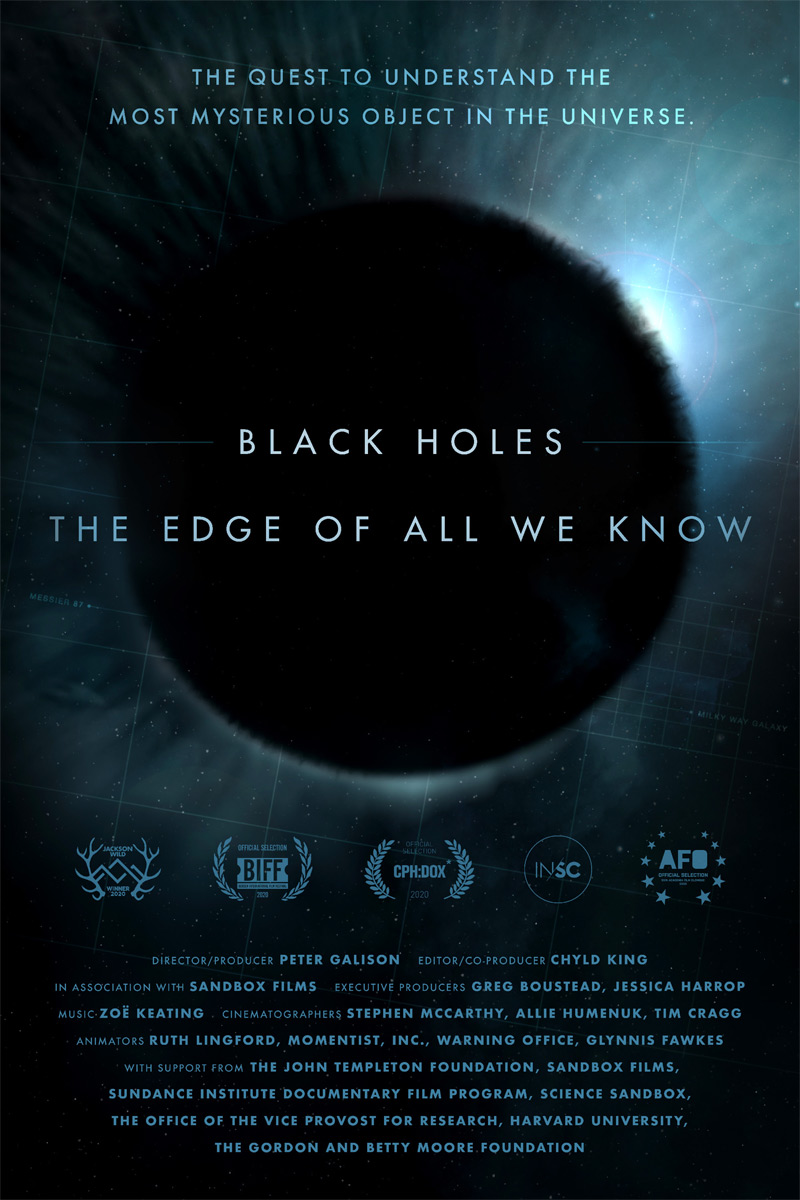 THE QUEST TO UNDERSTAND THE
MOST MYSTERIOUS OBJECT IN THE UNIVERSE.
BLACK HOLES
THE EDGE OF ALL WE KNOW
MESSIER 87
MILKY WAY GALAXY
JACKSON
WILD
WINNER
2020
OFFICIAL SELECTION
BIFF
2020
OFFICIAL
SELECTION
CPH:DOX
2020
INSC
AFO
OFFICIAL SELECTION
2020
DIRECTOR/PRODUCER PETER GALISON EDITOR/CO-PRODUCER CHYLD KING
IN ASSOCIATION WITH SANDBOX FILMS EXECUTIVE PRODUCERS GREG BOUSTEAD, JESSICA HARROP
MUSIC ZOË KEATING CINEMATOGRAPHERS STEPHEN MCCARTHY, ALLIE HUMENUK, TIM CRAGG
ANIMATORS RUTH LINGFORD, MOMENTIST, INC., WARNING OFFICE, GLYNNIS FAWKES
WITH SUPPORT FROM THE JOHN TEMPLETON FOUNDATION, SANDBOX FILMS,
SUNDANCE INSTITUTE DOCUMENTARY FILM PROGRAM, SCIENCE SANDBOX,
THE OFFICE OF THE VICE PROVOST FOR RESEARCH, HARVARD UNIVERSITY,
THE GORDON AND BETTY MOORE FOUNDATION